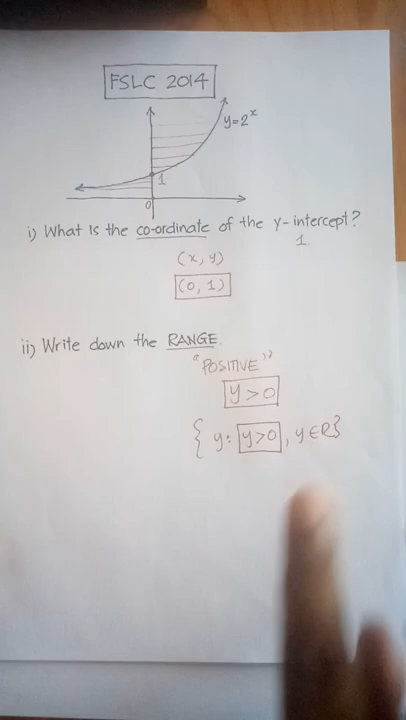 FSLC 2014
y=2ˣ
1
0
i) What is the co-ordinate of the y-intercept?
1
(x, y)
(0, 1)
ii) Write down the RANGE.
"POSITIVE"
y>0
{ y: y>0, y∈R}